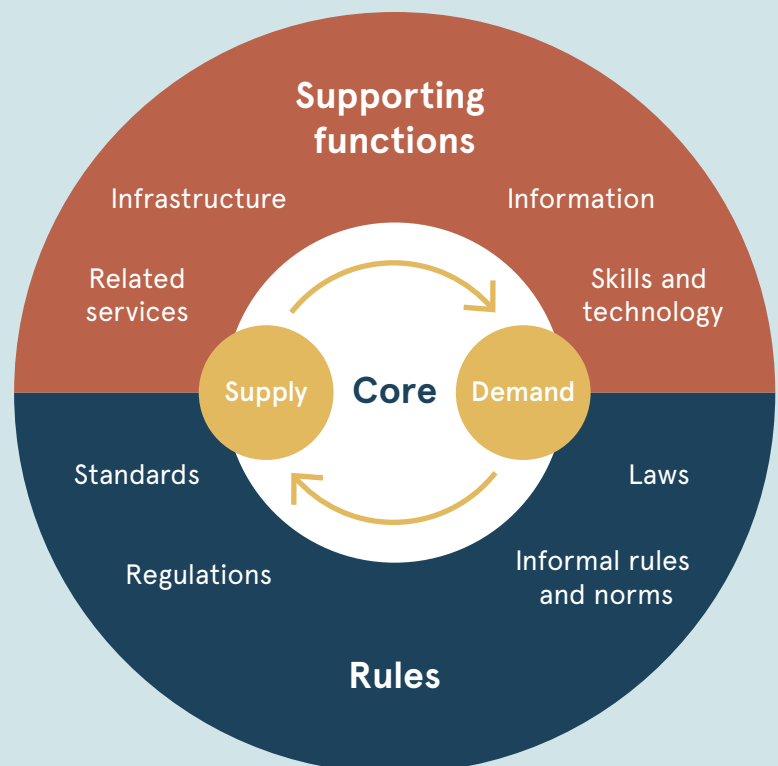 Supporting
functions
Infrastructure
Information
Related
services
Skills and
technology
Supply
Core
Demand
Standards
Laws
Regulations
Informal rules
and norms
Rules